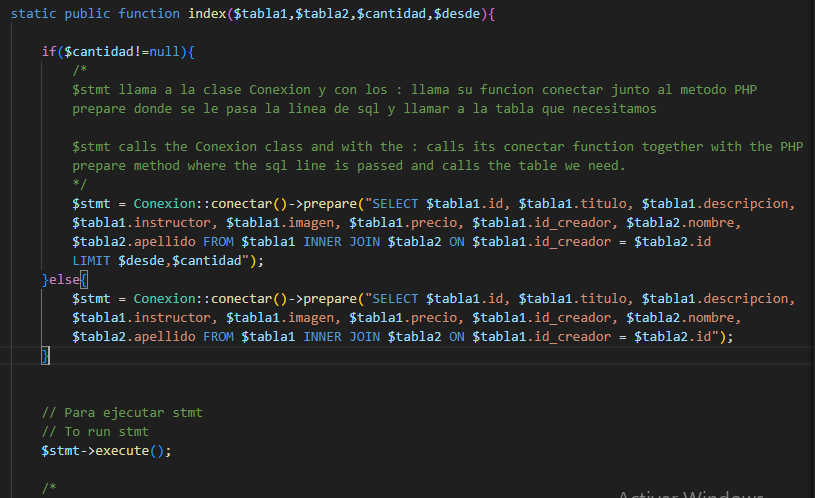 static public function index($tabla1,$tabla2,$cantidad,$desde){
if($cantidad!=null){
/*
$stmt llama a la clase Conexion y con los : llama su funcion conectar junto al metodo PHP
prepare donde se le pasa la linea de sql y llamar a la tabla que necesitamos
$stmt calls the Conexion class and with the : calls its conectar function together with the PHP
prepare method where the sql line is passed and calls the table we need.
*/
$stmt = Conexion::conectar()->prepare("SELECT $tabla1.id, $tabla1.titulo, $tabla1.descripcion,
$tabla1.instructor, $tabla1.imagen, $tabla1.precio, $tabla1.id_creador, $tabla2.nombre,
$tabla2.apellido FROM $tabla1 INNER JOIN $tabla2 ON $tabla1.id_creador = $tabla2.id
LIMIT $desde,$cantidad");
}else{
$stmt = Conexion::conectar()->prepare("SELECT $tabla1.id, $tabla1.titulo, $tabla1.descripcion,
$tabla1.instructor, $tabla1.imagen, $tabla1.precio, $tabla1.id_creador, $tabla2.nombre,
$tabla2.apellido FROM $tabla1 INNER JOIN $tabla2 ON $tabla1.id_creador = $tabla2.id");
}
// Para ejecutar stmt
// To run stmt
$stmt->execute();
/*
Activar Windows